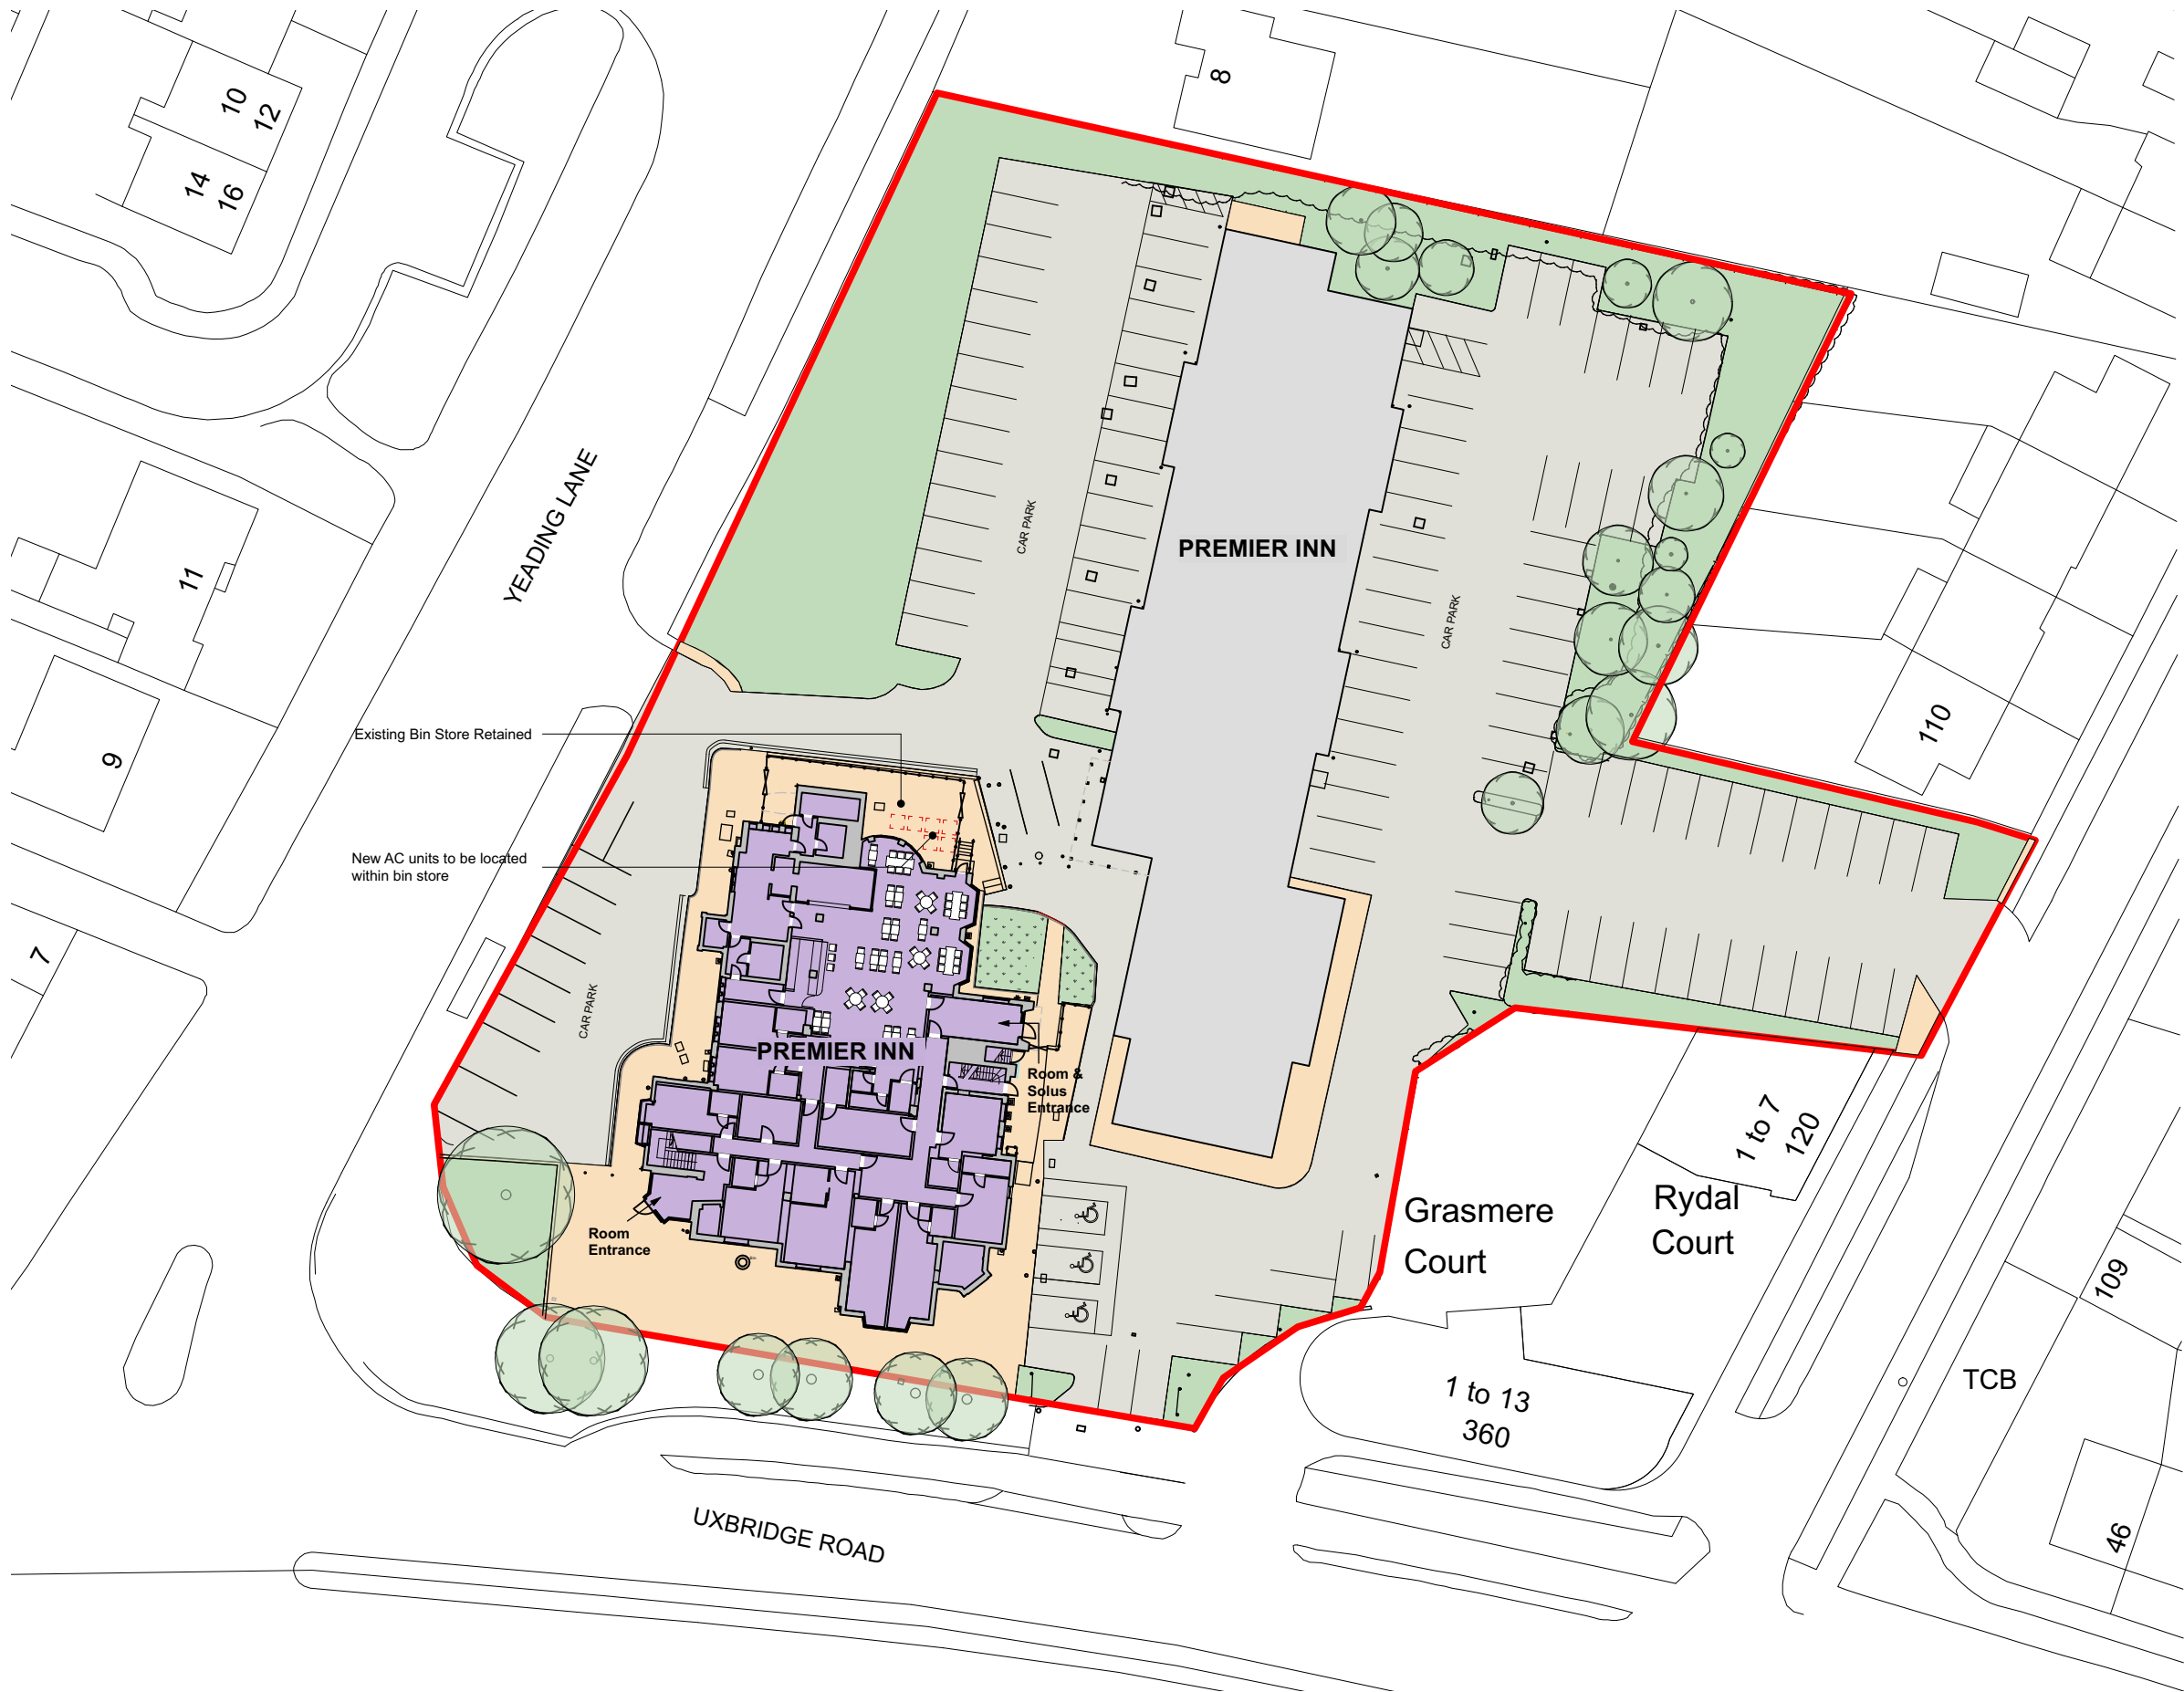 8
10
12
14
16
YEADING LANE
11
9
7
CAR PARK
PREMIER INN
CAR PARK
110
Existing Bin Store Retained
New AC units to be located
within bin store
CAR PARK
PREMIER INN
Room &
Solus
Entrance
Room
Entrance
1 to 7
120
Grasmere
Court
Rydal
Court
109
TCB
1 to 13
360
46
UXBRIDGE ROAD